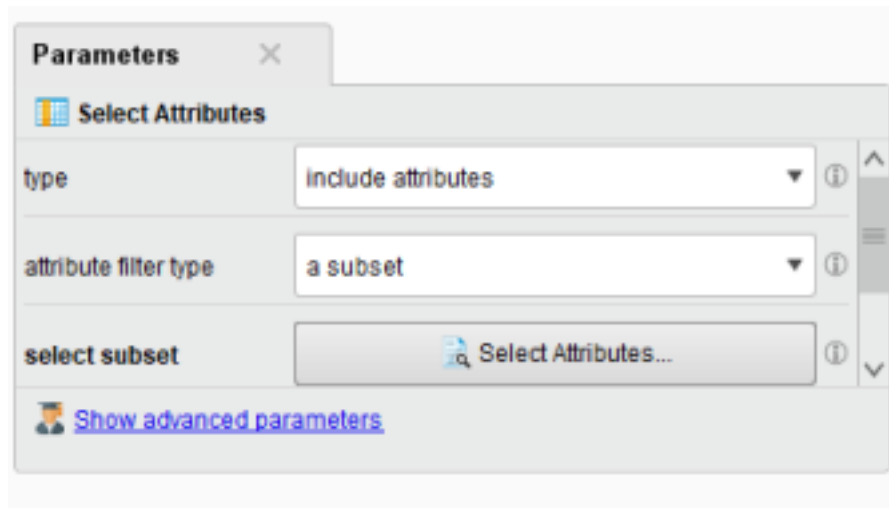 Parameters
Select Attributes
type include attributes
attribute filter type a subset
select subset Select Attributes...
Show advanced parameters